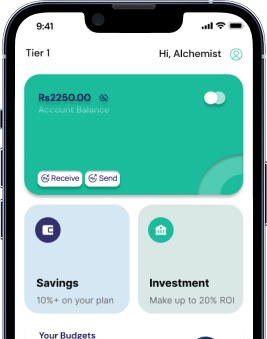 9:41
Tier 1
Hi, Alchemist
Rs2250.00
Account Balance
Receive
Send
Savings
10%+ on your plan
Investment
Make up to 20% ROI
Your Budgets